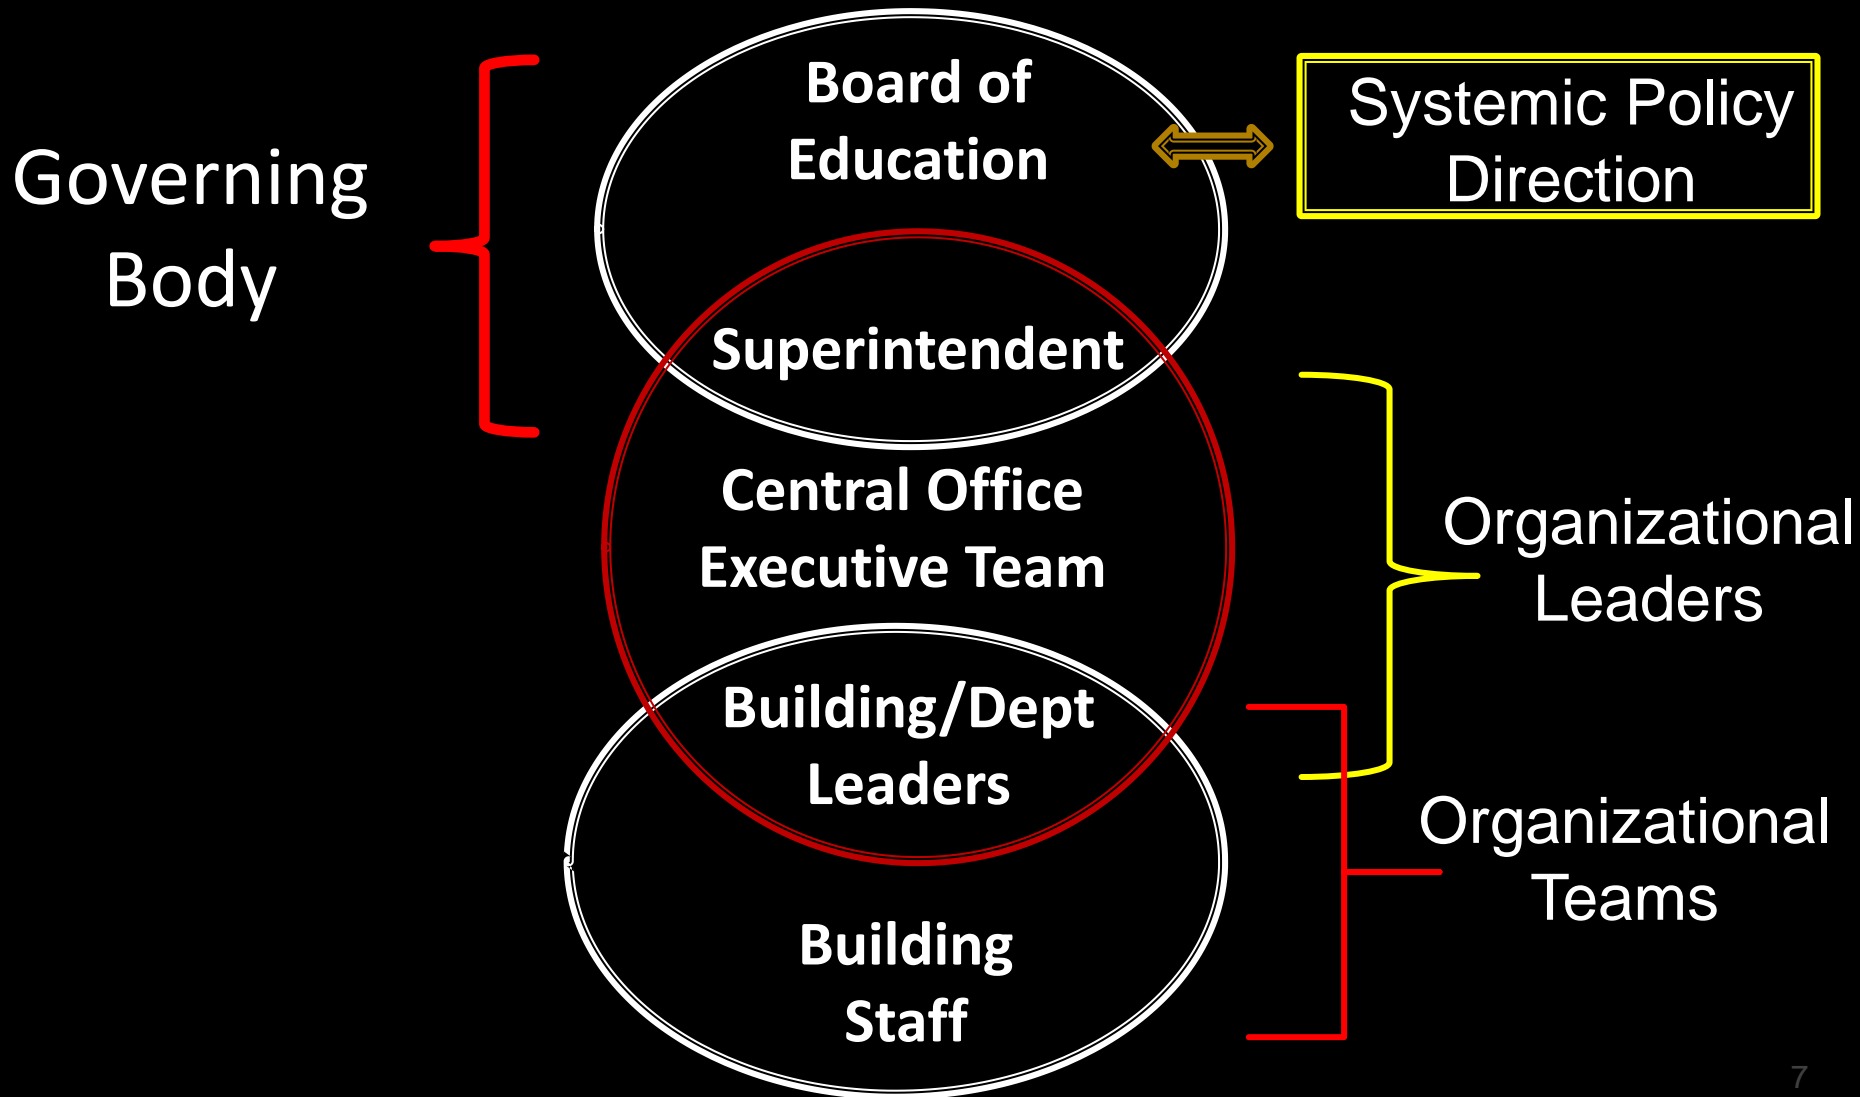 Governing
Body
Board of
Education
Superintendent
Central Office
Executive Team
Building/Dept
Leaders
Building
Staff
Systemic Policy
Direction
Organizational
Leaders
Organizational
Teams
7